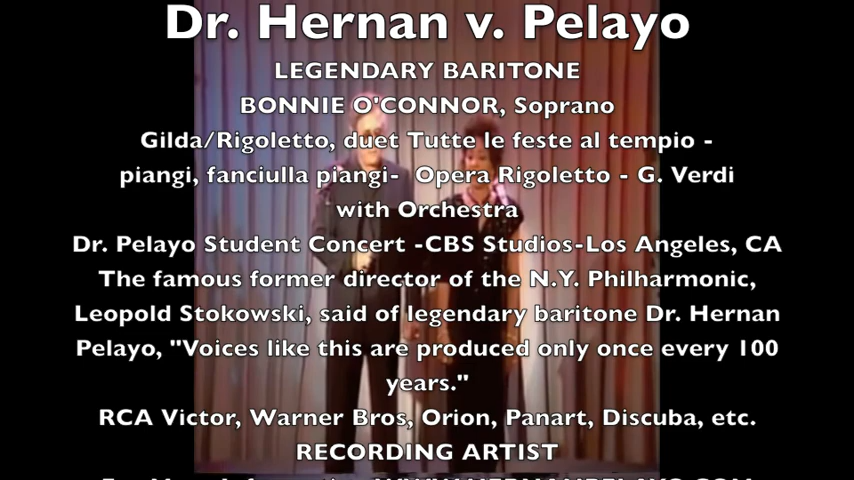 Dr. Hernan v. Pelayo
LEGENDARY BARITONE
BONNIE O'CONNOR, Soprano
Gilda/Rigoletto, duet Tutte le feste al tempio -
piangi, fanciulla piangi-  Opera Rigoletto - G. Verdi
with Orchestra
Dr. Pelayo Student Concert -CBS Studios-Los Angeles, CA
The famous former director of the N.Y. Philharmonic,
Leopold Stokowski, said of legendary baritone Dr. Hernan
Pelayo, "Voices like this are produced only once every 100
years."
RCA Victor, Warner Bros, Orion, Panart, Discuba, etc.
RECORDING ARTIST